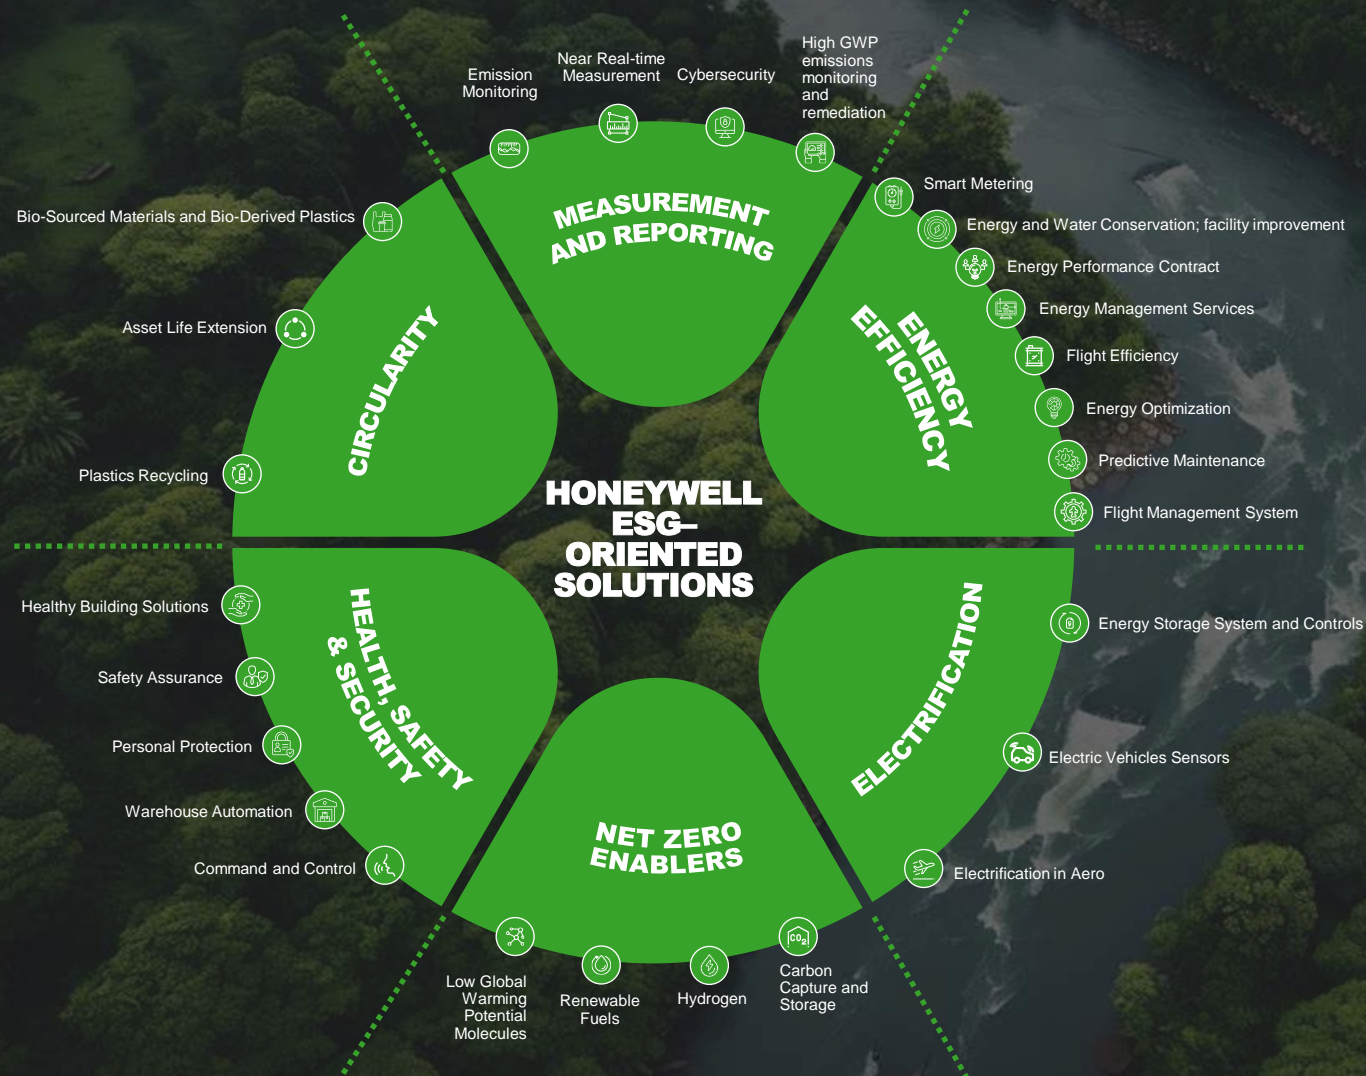 Emission
Monitoring
Near Real-time
Measurement
Cybersecurity
High GWP
emissions
monitoring
and
remediation
MEASUREMENT
AND REPORTING
Smart Metering
Energy and Water Conservation; facility improvement
Energy Performance Contract
Energy Management Services
Flight Efficiency
Energy Optimization
Predictive Maintenance
Flight Management System
ENERGY
EFFICIENCY
Bio-Sourced Materials and Bio-Derived Plastics
Asset Life Extension
Plastics Recycling
CIRCULARITY
HONEYWELL
ESG–
ORIENTED
SOLUTIONS
Healthy Building Solutions
Safety Assurance
Personal Protection
Warehouse Automation
Command and Control
HEALTH, SAFETY
& SECURITY
ELECTRIFICATION
Energy Storage System and Controls
Electric Vehicles Sensors
Electrification in Aero
NET ZERO
ENABLERS
CO2
Low Global
Warming
Potential
Molecules
Renewable
Fuels
Hydrogen
Carbon
Capture and
Storage